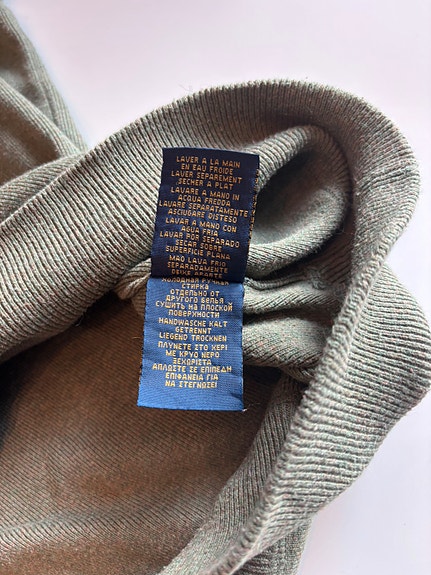 LAVER A LA MAIN
EN EAU FROIDE
LAVER SEPAREMENT
SECHER A PLAT
LAVARE A MANO IN
ACQUA FREDDA
LAVARE SEPARATAMENTE
ASCIUGARE DISTESO
LAVAR A MANO CON
AGUA FRIA
LAVAR POR SEPARADO
SECAR SOBRE
SUPERFICIE PLANA
MAO LAVA FRIO
SEPARADAMENTE
СТИРКА
ОТДЕЛЬНО ОТ
ДРУГОГО БЕЛЬЯ
СУШИТЬ НА ПЛОСКОЙ
ПОВЕРХНОСТИ
HANDWASCHE KALT
GETRENNT
LIEGEND TROCKNEN
ΠΛΥΝΕΤΕ ΣΤΟ ΧΕΡΙ
ΜΕ ΚΡΥΟ ΝΕΡΟ
ΞΕΧΩΡΙΣΤΑ
ΑΠΛΩΣΤΕ ΣΕ ΕΠΙΠΕΔΗ
ΕΠΙΦΑΝΕΙΑ ΓΙΑ
ΝΑ ΣΤΕΓΝΩΣΕΙ